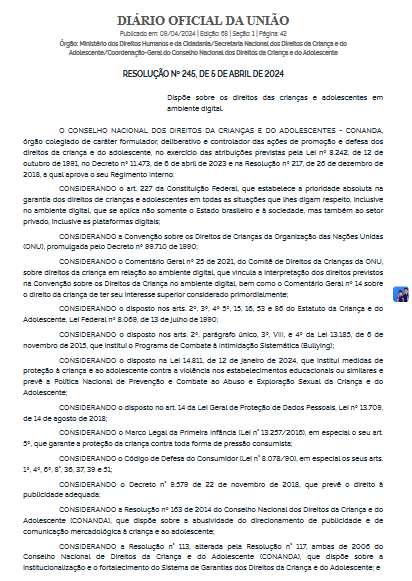 DIÁRIO OFICIAL DA UNIÃO
Publicado em: 09/04/2024 | Edição: 68 | Seção: 1 | Página: 42
Órgão: Ministério dos Direitos Humanos e da Cidadania/Secretaria Nacional dos Direitos da Criança e do
Adolescente/Coordenação-Geral do Conselho Nacional dos Direitos da Criança e do Adolescente
RESOLUÇÃO Nº 245, DE 5 DE ABRIL DE 2024
Dispõe sobre os direitos das crianças e adolescentes em
ambiente digital.
O CONSELHO NACIONAL DOS DIREITOS DA CRIANÇAS E DO ADOLESCENTES - CONANDA,
órgão colegiado de caráter formulador, deliberativo e controlador das ações de promoção e defesa dos
direitos da criança e do adolescente, no exercício das atribuições previstas pela Lei nº 8.242, de 12 de
outubro de 1991, no Decreto nº 11.473, de 6 de abril de 2023 e na Resolução nº 217, de 26 de dezembro de
2018, a qual aprova o seu Regimento Interno:
CONSIDERANDO o art. 227 da Constituição Federal, que estabelece a prioridade absoluta na
garantia dos direitos de crianças e adolescentes em todas as situações que lhes digam respeito, inclusive
no ambiente digital, que se aplica não somente o Estado brasileiro e à sociedade, mas também ao setor
privado, inclusive as plataformas digitais;
CONSIDERANDO a Convenção sobre os Direitos da Crianças da Organização das Nações Unidas
(ONU), promulgada pelo Decreto nº 99.710 de 1990;
CONSIDERANDO o Comentário Geral nº 25 de 2021, do Comitê de Direitos da Crianças da ONU,
sobre direitos da criança em relação ao ambiente digital, que vincula a interpretação dos direitos previstos
na Convenção sobre os Direitos da Criança no ambiente digital, bem como o Comentário Geral nº 14 sobre
o direito da criança de ter seu interesse superior considerado primordialmente;
CONSIDERANDO o disposto nos arts. 2º, 3º, 4º 5º, 15, 16, 53 e 86 do Estatuto da Criança e do
Adolescente, Lei Federal nº 8.069, de 13 de julho de 1990;
CONSIDERANDO o disposto nos arts. 2º, parágrafo único, 3º, VIII, e 4º da Lei 13.185, de 6 de
novembro de 2015, que institui o Programa de Combate à Intimidação Sistemática (Bullying);
CONSIDERANDO o disposto na Lei 14.811, de 12 de janeiro de 2024, que institui medidas de
proteção à criança e ao adolescente contra a violência nos estabelecimentos educacionais ou similares e
prevê a Política Nacional de Prevenção e Combate ao Abuso e Exploração Sexual da Criança e do
Adolescente;
CONSIDERANDO o disposto no art. 14 da Lei Geral de Proteção de Dados Pessoais, Lei nº 13.709,
de 14 de agosto de 2018;
CONSIDERANDO o Marco Legal da Primeira Infância (Lei n° 13.257/2016), em especial o seu art.
5º, que garante a proteção da criança contra toda forma de pressão consumista;
CONSIDERANDO o Código de Defesa do Consumidor (Lei n° 8.078/90), em especial os seus arts.
1º, 4º, 6º, 8°, 36, 37, 39 e 51;
CONSIDERANDO o Decreto n° 9.579 de 22 de novembro de 2018, que prevê o direito à
publicidade adequada;
CONSIDERANDO a Resolução nº 163 de 2014 do Conselho Nacional dos Direitos da Criança e do
Adolescente (CONANDA), que dispõe sobre a abusividade do direcionamento de publicidade e de
comunicação mercadológica à criança e ao adolescente;
CONSIDERANDO a Resolução n° 113, alterada pela Resolução n° 117, ambas de 2006 do
Conselho Nacional de Direitos da Criança e do Adolescente (CONANDA), que dispõe sobre a
institucionalização e o fortalecimento do Sistema de Garantias dos Direitos da Criança e do Adolescente; e